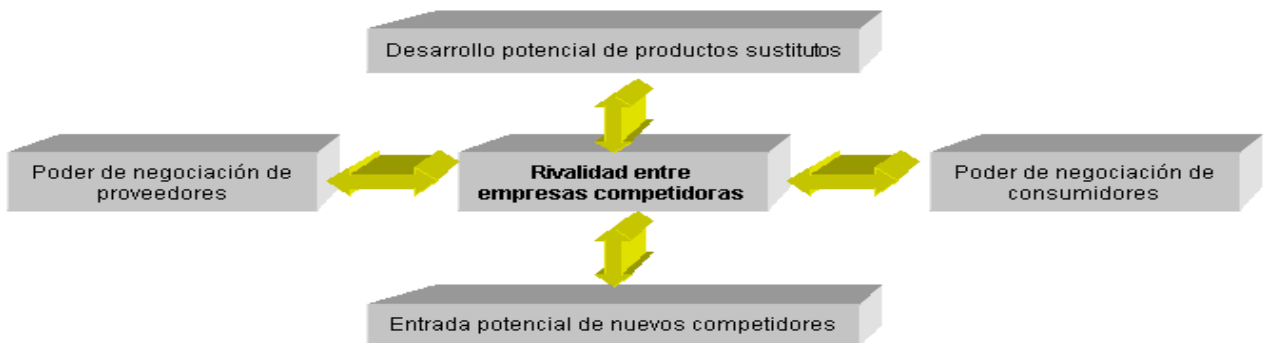 Desarrollo potencial de productos sustitutos
Poder de negociación de
proveedores
Rivalidad entre
empresas competidoras
Poder de negociación de
consumidores
Entrada potencial de nuevos competidores